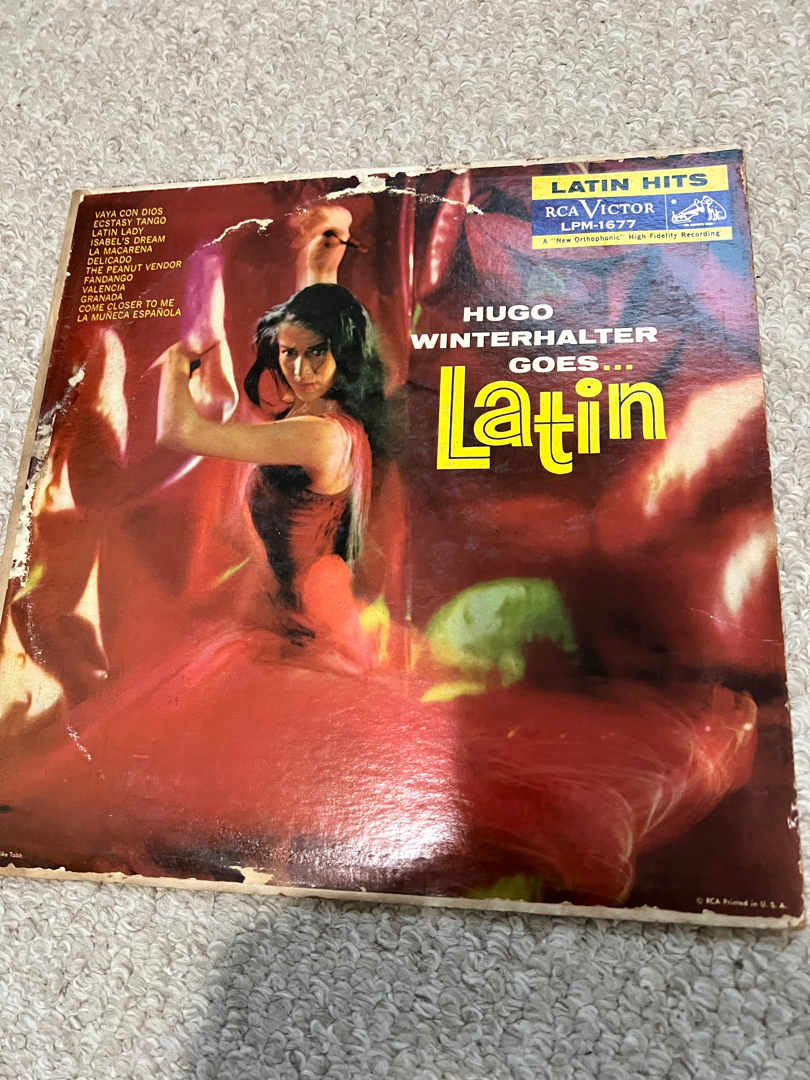 VAYA CON DIOS
ECSTASY TANGO
LATIN LADY
ISABEL'S DREAM
LA MACARENA
DELICADO
THE PEANUT VENDOR
FANDANGO
VALENCIA
GRANADA
COME CLOSER TO ME
LA MUÑECA ESPAÑOLA
LATIN HITS
RCA VICTOR
LPM-1677
A "New Orthophonic" High Fidelity Recording
HUGO
WINTERHALTER
GOES...
Latin
© RCA Printed in U. S. A.